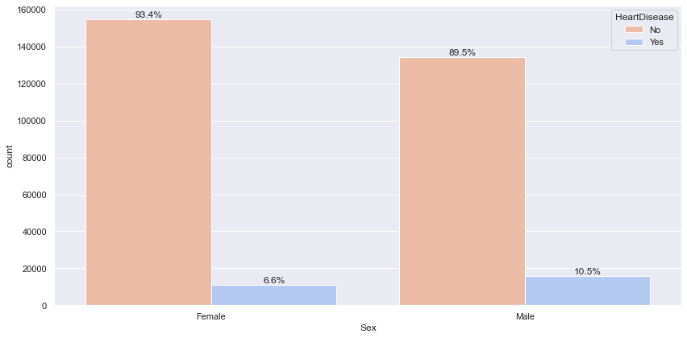 160000
140000
120000
100000
80000
60000
40000
20000
0
count
93.4%
6.6%
89.5%
10.5%
HeartDisease
No
Yes
Female
Male
Sex